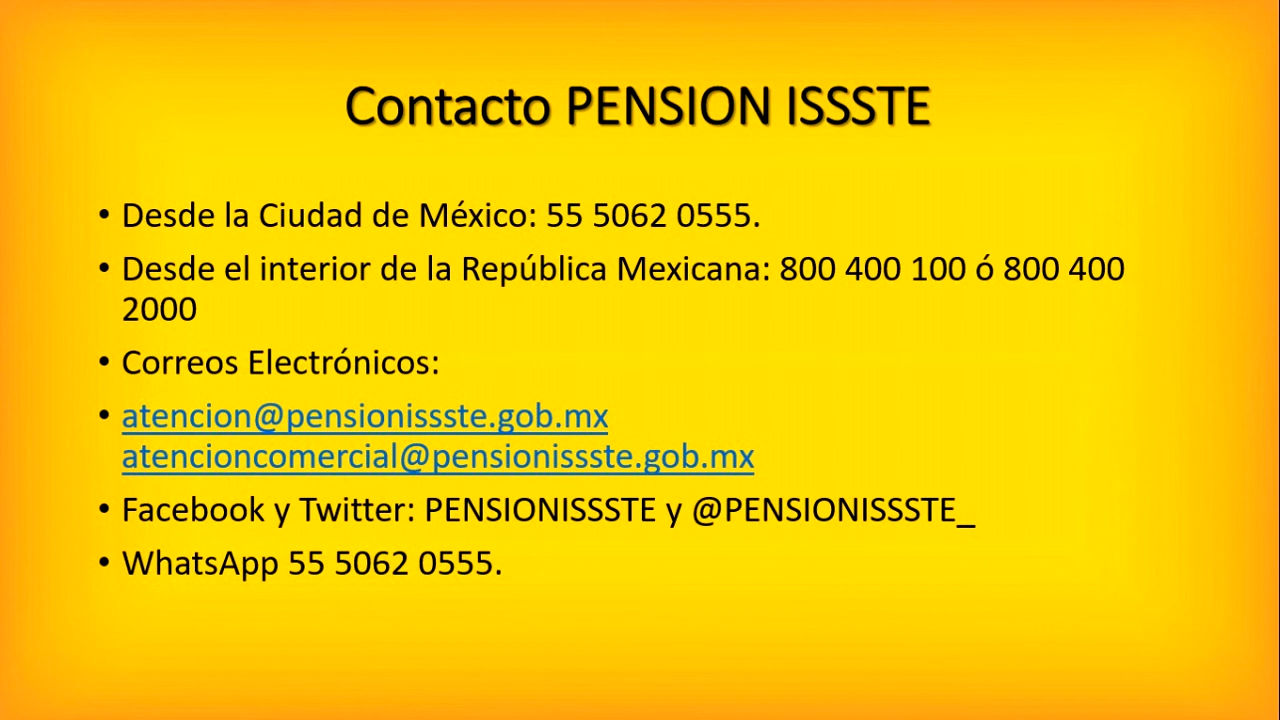 Contacto PENSION ISSSTE
• Desde la Ciudad de México: 55 5062 0555.
• Desde el interior de la República Mexicana: 800 400 100 ó 800 400
2000
• Correos Electrónicos:
• atencion@pensionissste.gob.mx
atencioncomercial@pensionissste.gob.mx
• Facebook y Twitter: PENSIONISSSTE y @PENSIONISSSTE_
• WhatsApp 55 5062 0555.